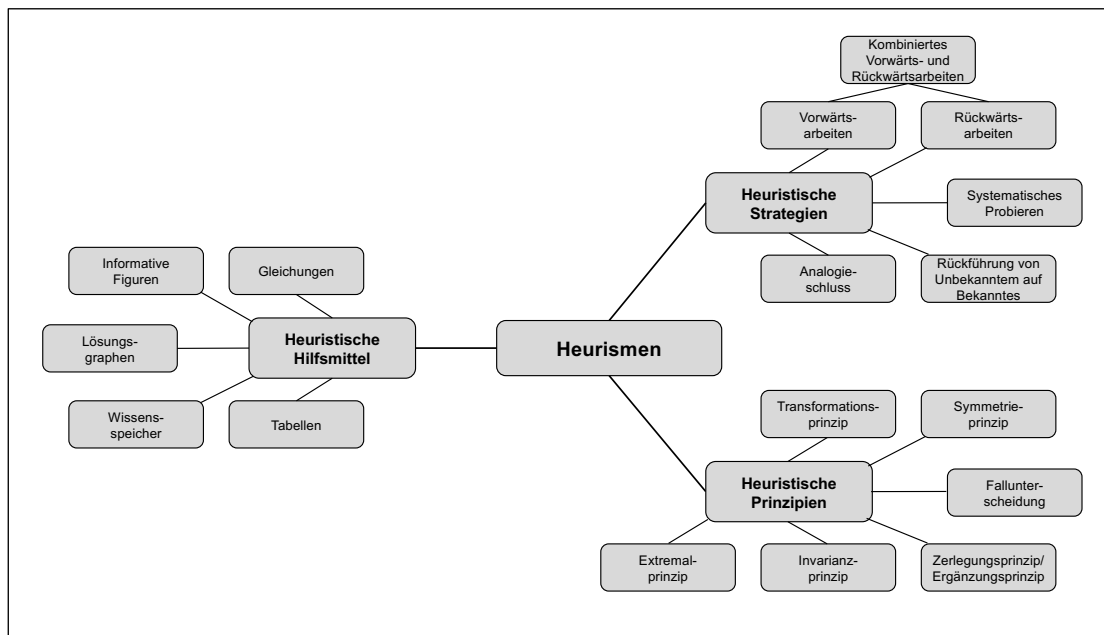 Kombiniertes
Vorwärts- und
Rückwärtsarbeiten
Vorwärts-
arbeiten
Rückwärts-
arbeiten
Heuristische
Strategien
Systematisches
Probieren
Analogie-
schluss
Rückführung von
Unbekanntem auf
Bekanntes
Informative
Figuren
Gleichungen
Lösungs-
graphen
Heuristische
Hilfsmittel
Wissens-
speicher
Tabellen
Heurismen
Transformations-
prinzip
Symmetrie-
prinzip
Heuristische
Prinzipien
Fallunter-
scheidung
Extremal-
prinzip
Invarianz-
prinzip
Zerlegungsprinzip/
Ergänzungsprinzip